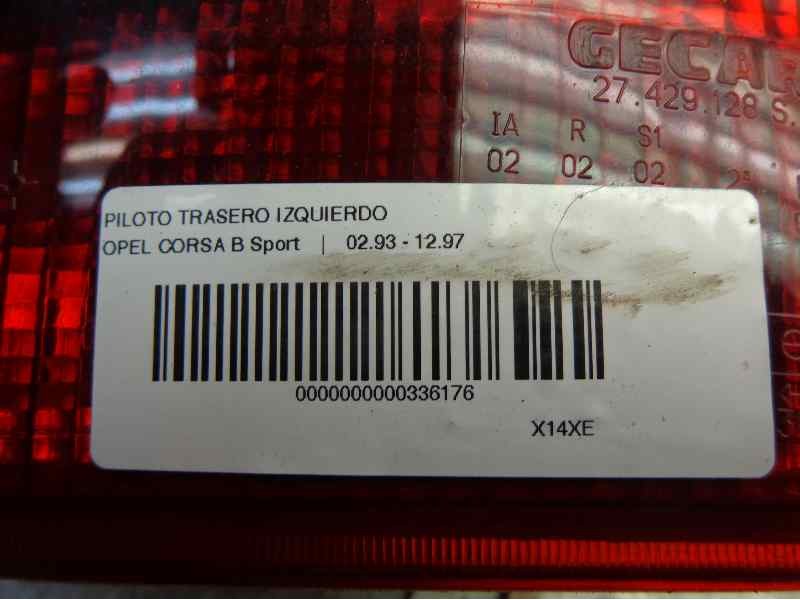 GECAR
27.429.128 S.
IA R S1
02 02 02 2ª
PILOTO TRASERO IZQUIERDO
OPEL CORSA B Sport | 02.93 - 12.97
0000000000336176
X14XE